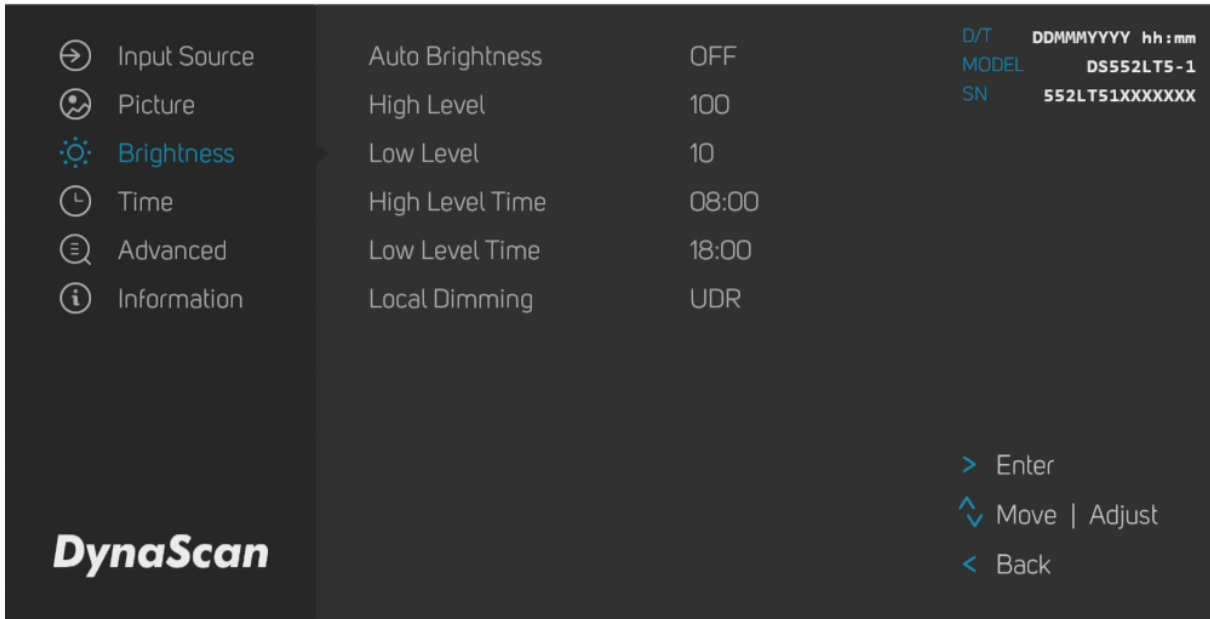 Input Source
Picture
Brightness
Time
Advanced
Information
DynaScan
Auto Brightness OFF
High Level 100
Low Level 10
High Level Time 08:00
Low Level Time 18:00
Local Dimming UDR
D/T DDMMMYYYY hh:mm
MODEL DS552LT5-1
SN 552LT51XXXXXXX
> Enter
Move | Adjust
< Back